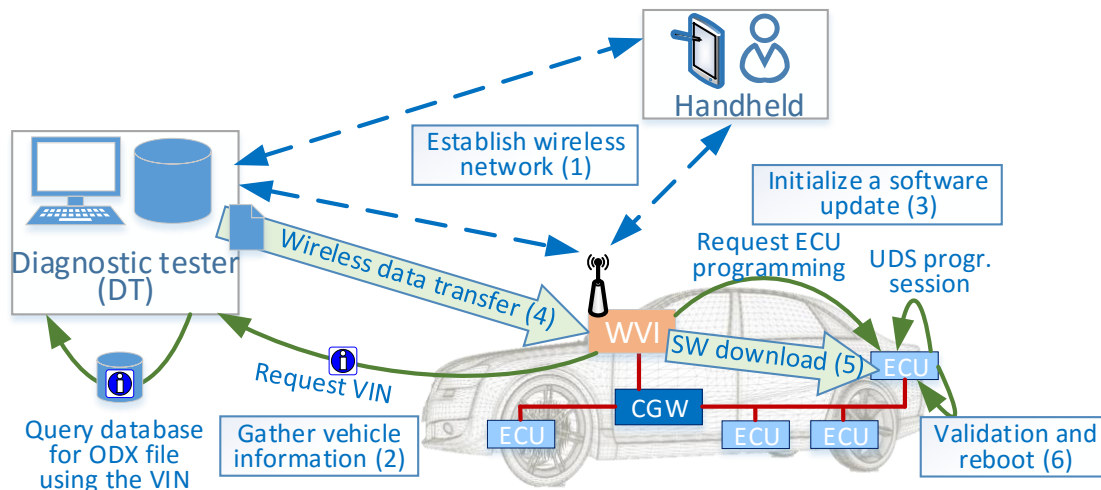 Handheld
Establish wireless
network (1)
Initialize a software
update (3)
Diagnostic tester
(DT)
Wireless data transfer (4)
Request ECU
programming
UDS progr.
session
WVI
SW download (5)
ECU
Request VIN
CGW
ECU
ECU
ECU
Query database
for ODX file
using the VIN
Gather vehicle
information (2)
Validation and
reboot (6)